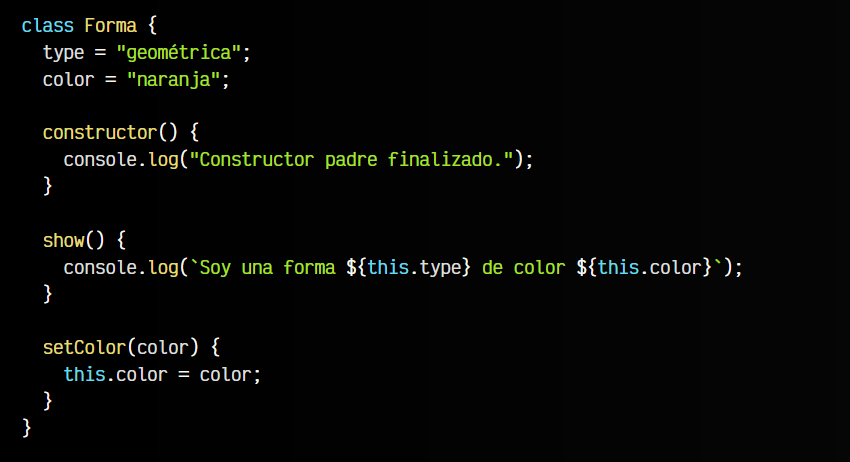 class Forma {
  type = "geométrica";
  color = "naranja";

  constructor() {
    console.log("Constructor padre finalizado.");
  }

  show() {
    console.log(`Soy una forma ${this.type} de color ${this.color}`);
  }

  setColor(color) {
    this.color = color;
  }
}